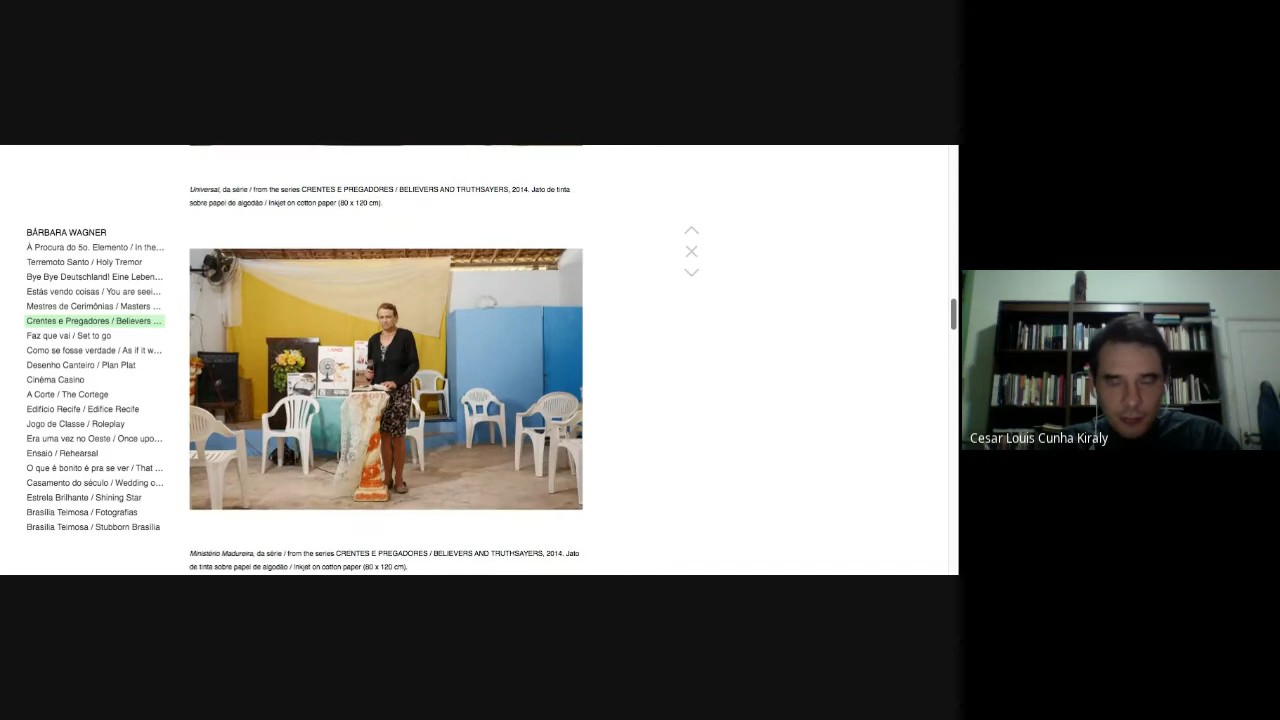 Universal, da série / from the series CRENTES E PREGADORES / BELIEVERS AND TRUTHSAYERS, 2014. Jato de tinta
sobre papel de algodão / Inkjet on cotton paper (80 x 120 cm).
BÁRBARA WAGNER
À Procura do 5o. Elemento / In the...
Terremoto Santo / Holy Tremor
Bye Bye Deutschland! Eine Leben...
Estás vendo coisas / You are seei...
Mestres de Cerimônias / Masters ...
Crentes e Pregadores / Believers ...
Faz que vai / Set to go
Como se fosse verdade / As if it w...
Desenho Canteiro / Plan Plat
Cinéma Casino
A Corte / The Cortege
Edifício Recife / Edifice Recife
Jogo de Classe / Roleplay
Era uma vez no Oeste / Once upo...
Ensaio / Rehearsal
O que é bonito é pra se ver / That ...
Casamento do século / Wedding o...
Estrela Brilhante / Shining Star
Brasília Teimosa / Fotografias
Brasília Teimosa / Stubborn Brasília
Ministério Madureira, da série / from the series CRENTES E PREGADORES / BELIEVERS AND TRUTHSAYERS, 2014. Jato
de tinta sobre papel de algodão / Inkjet on cotton paper (80 x 120 cm).
Cesar Louis Cunha Kiraly